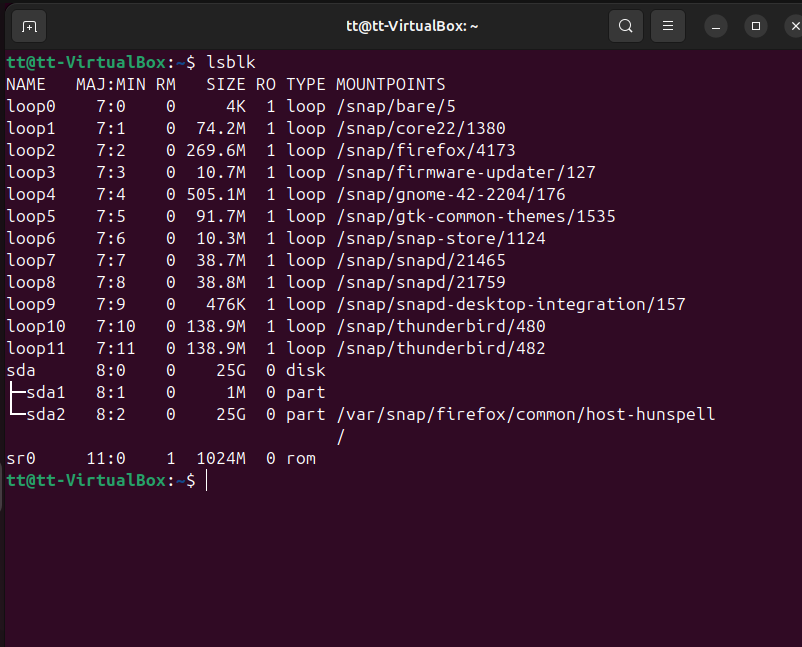 tt@tt-VirtualBox: ~
tt@tt-VirtualBox:~$ lsblk
NAME   MAJ:MIN RM   SIZE RO TYPE MOUNTPOINTS
loop0    7:0    0     4K  1 loop /snap/bare/5
loop1    7:1    0  74.2M  1 loop /snap/core22/1380
loop2    7:2    0 269.6M  1 loop /snap/firefox/4173
loop3    7:3    0  10.7M  1 loop /snap/firmware-updater/127
loop4    7:4    0 505.1M  1 loop /snap/gnome-42-2204/176
loop5    7:5    0  91.7M  1 loop /snap/gtk-common-themes/1535
loop6    7:6    0  10.3M  1 loop /snap/snap-store/1124
loop7    7:7    0  38.7M  1 loop /snap/snapd/21465
loop8    7:8    0  38.8M  1 loop /snap/snapd/21759
loop9    7:9    0   476K  1 loop /snap/snapd-desktop-integration/157
loop10   7:10   0 138.9M  1 loop /snap/thunderbird/480
loop11   7:11   0 138.9M  1 loop /snap/thunderbird/482
sda      8:0    0    25G  0 disk
├─sda1   8:1    0     1M  0 part
└─sda2   8:2    0    25G  0 part /var/snap/firefox/common/host-hunspell
                                 /
sr0     11:0    1  1024M  0 rom
tt@tt-VirtualBox:~$